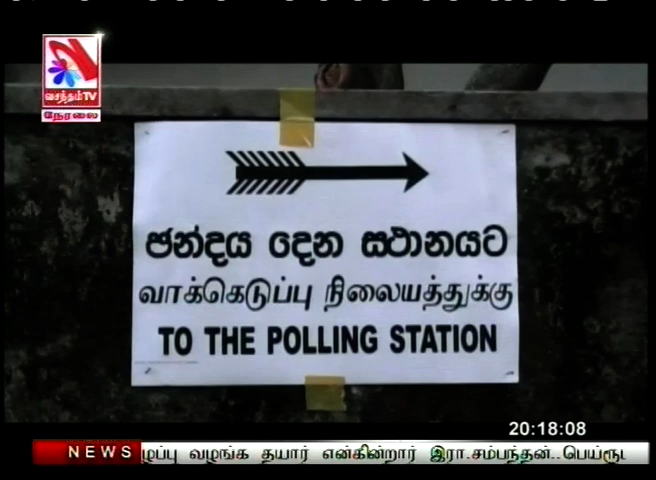 வசந்தம்TV
நேரலை
ඡන්දය දෙන ස්ථානයට
வாக்கெடுப்பு நிலையத்துக்கு
TO THE POLLING STATION
20:18:08
NEWS
ழப்பு வழங்க தயார் என்கின்றார் இரா.சம்பந்தன்..பெய்ரூட